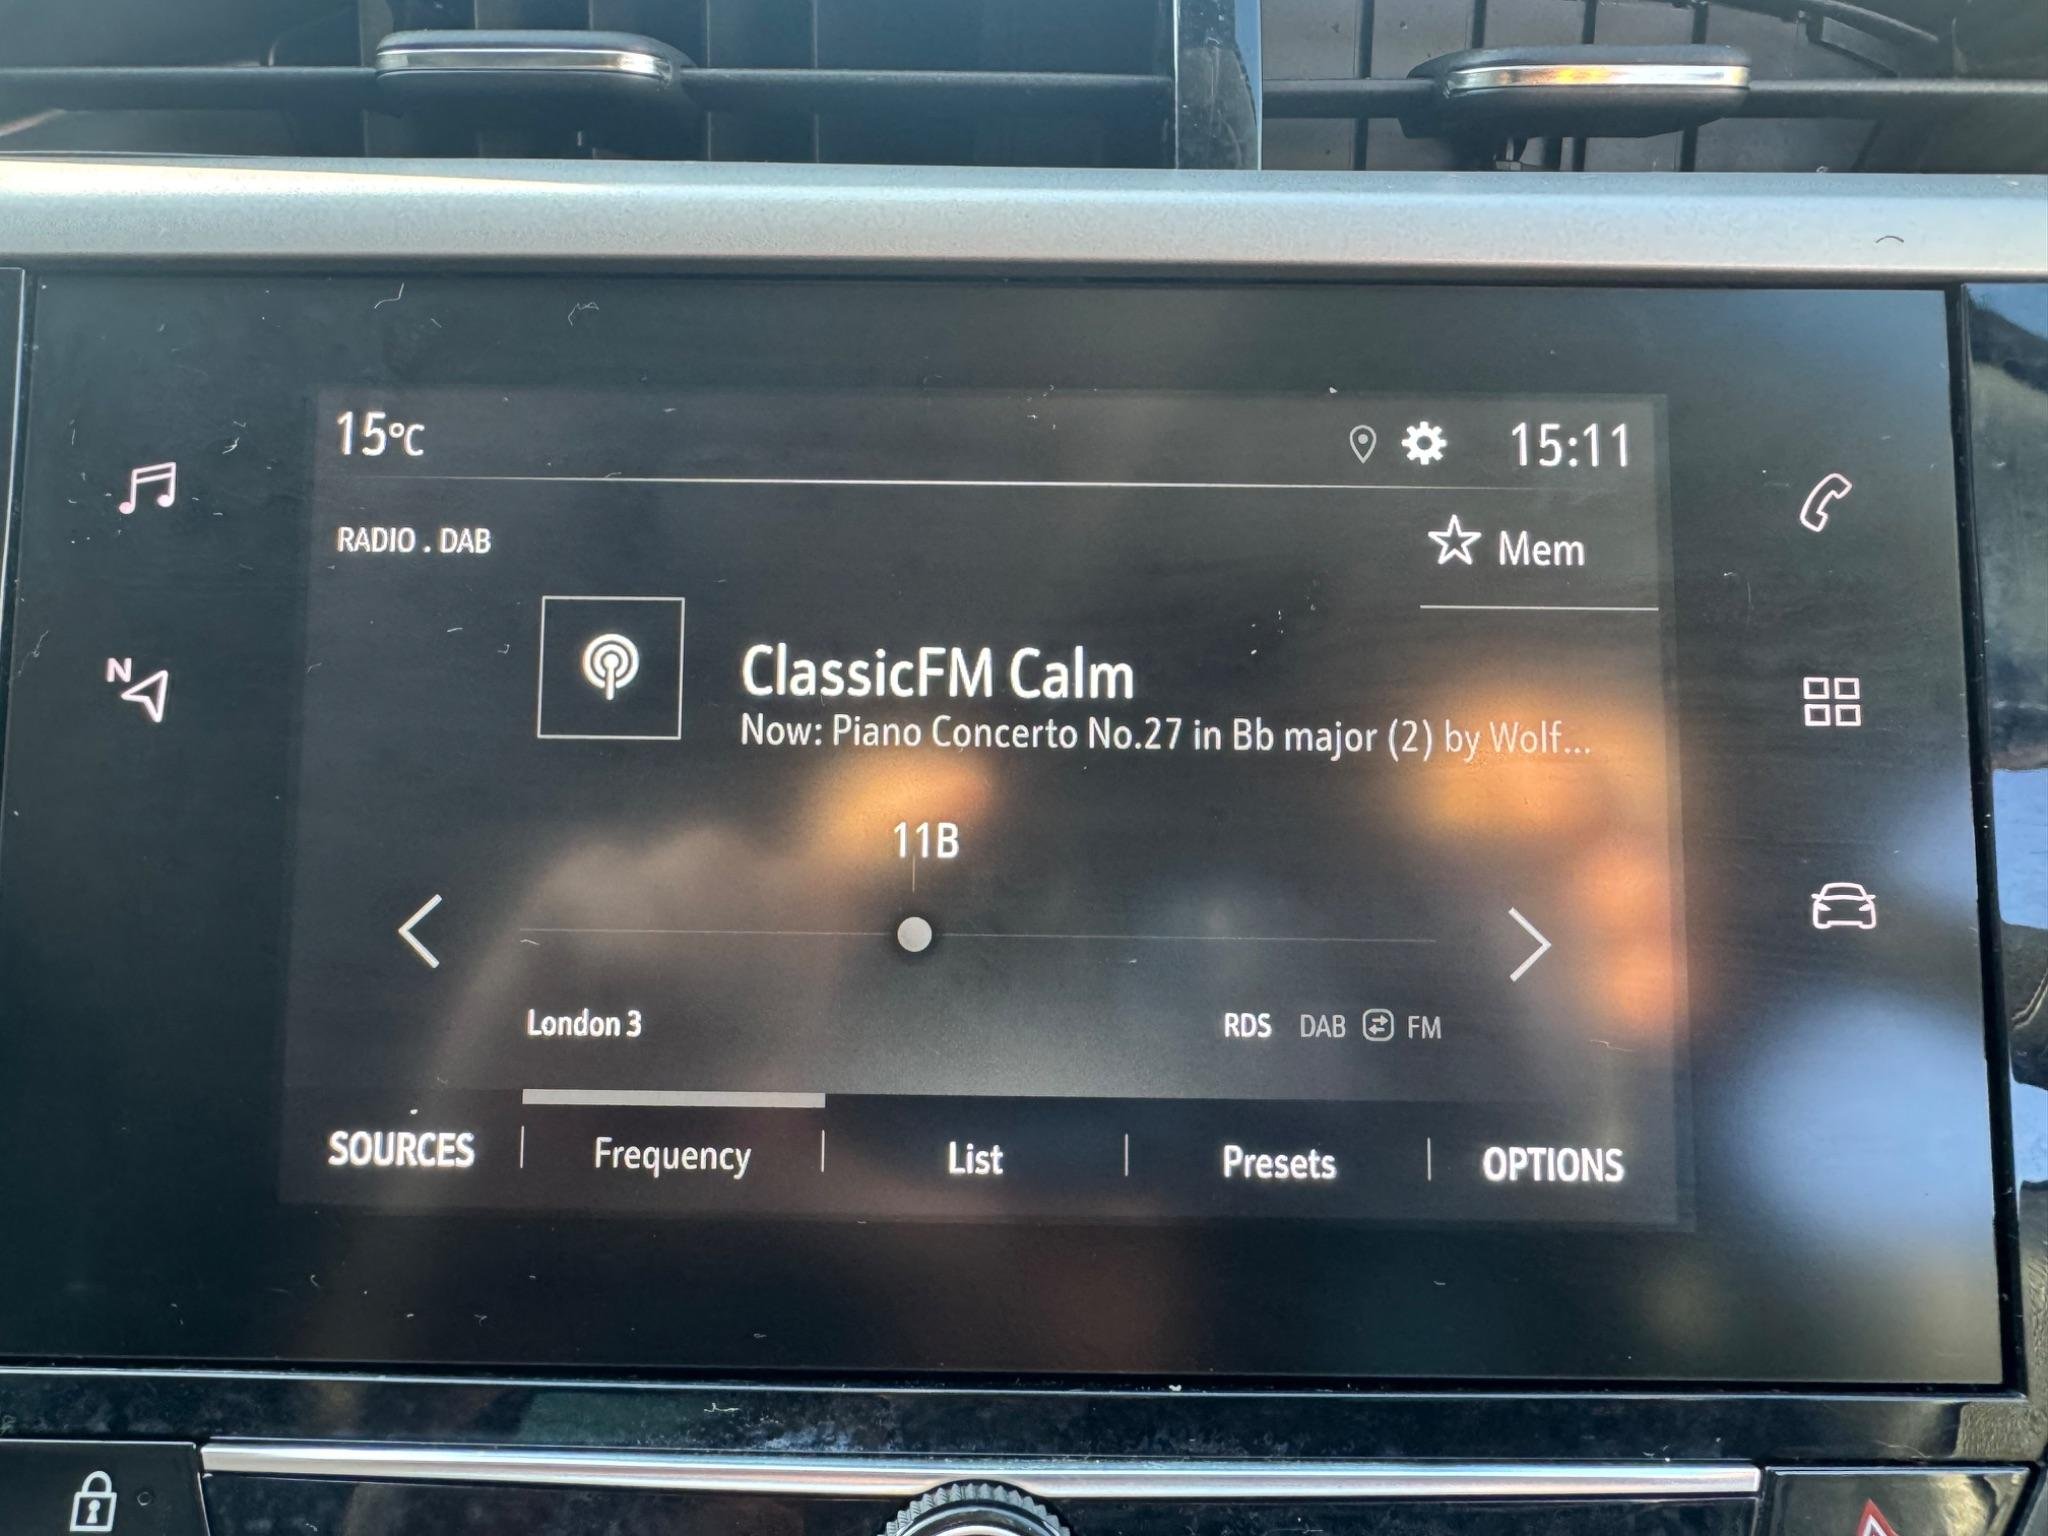 15°C 15:11
RADIO . DAB
Mem
N
ClassicFM Calm
Now: Piano Concerto No.27 in Bb major (2) by Wolf...
11B
London 3 RDS DAB FM
SOURCES Frequency List Presets OPTIONS